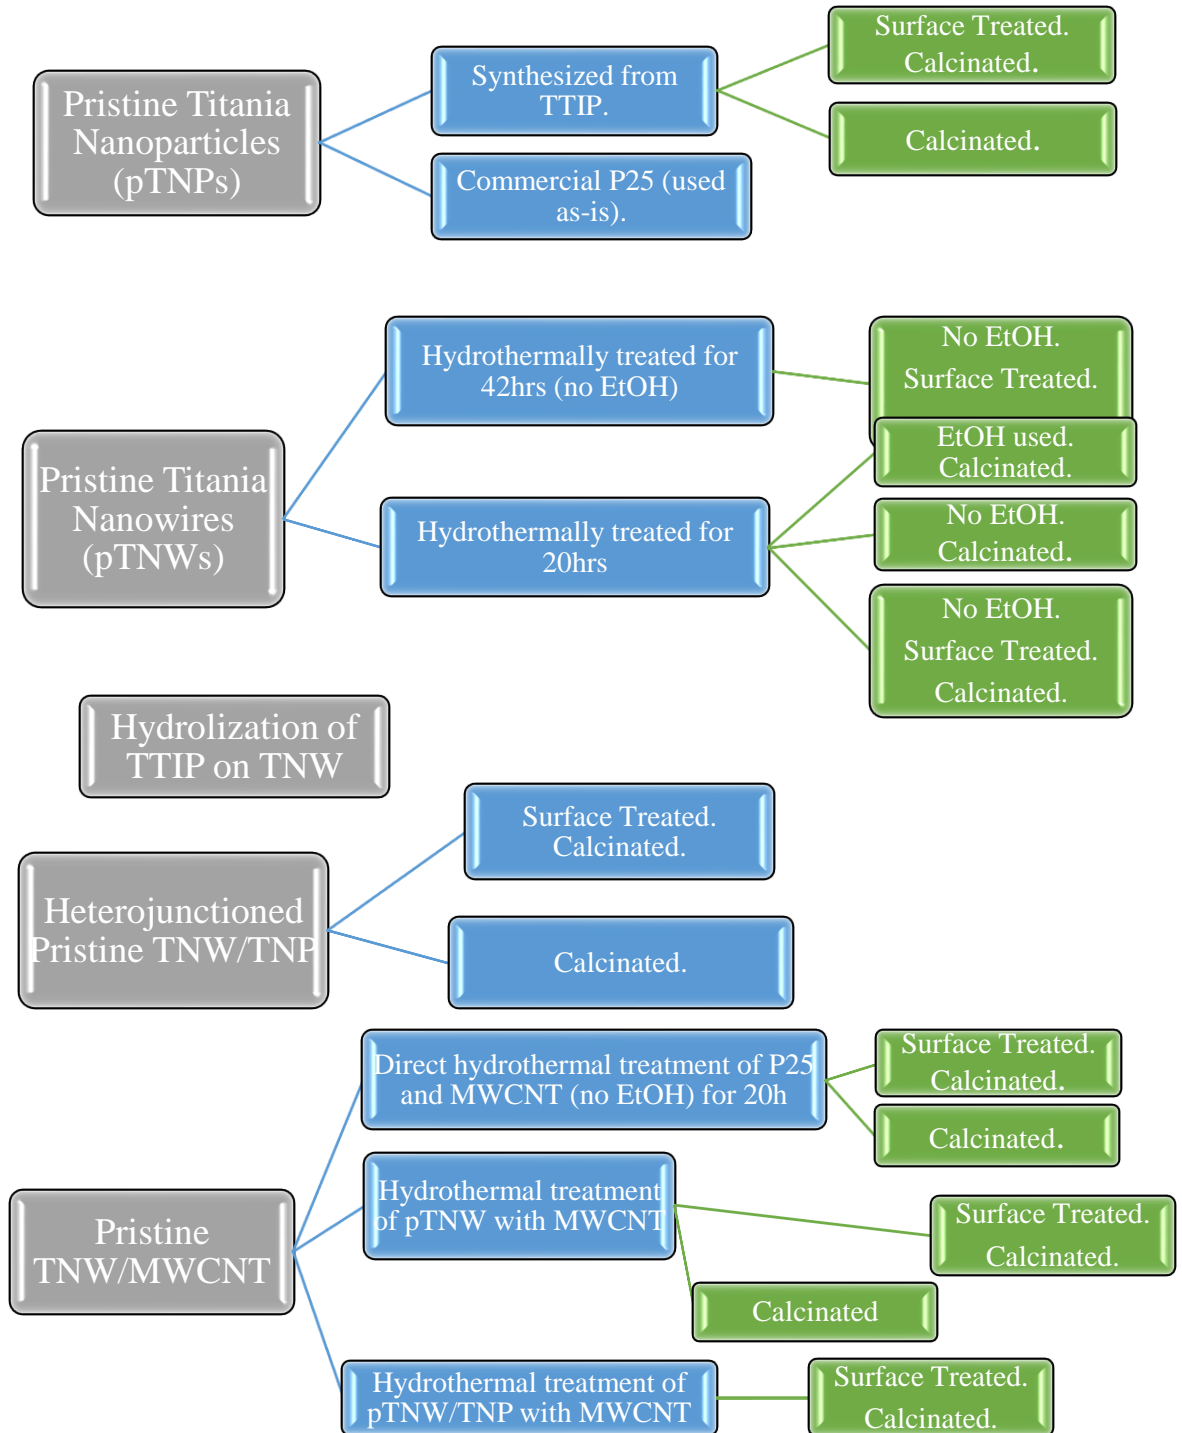 Pristine Titania
Nanoparticles
(pTNPs)
Synthesized from
TTIP.
Commercial P25 (used
as-is).
Surface Treated.
Calcinated.
Calcinated.
Pristine Titania
Nanowires
(pTNWs)
Hydrothermally treated for
42hrs (no EtOH)
Hydrothermally treated for
20hrs
No EtOH.
Surface Treated.
EtOH used.
Calcinated.
No EtOH.
Calcinated.
No EtOH.
Surface Treated.
Calcinated.
Hydrolization of
TTIP on TNW
Heterojunctioned
Pristine TNW/TNP
Surface Treated.
Calcinated.
Calcinated.
Pristine
TNW/MWCNT
Direct hydrothermal treatment of P25
and MWCNT (no EtOH) for 20h
Surface Treated.
Calcinated.
Calcinated.
Hydrothermal treatment
of pTNW with MWCNT
Surface Treated.
Calcinated.
Calcinated
Hydrothermal treatment of
pTNW/TNP with MWCNT
Surface Treated.
Calcinated.